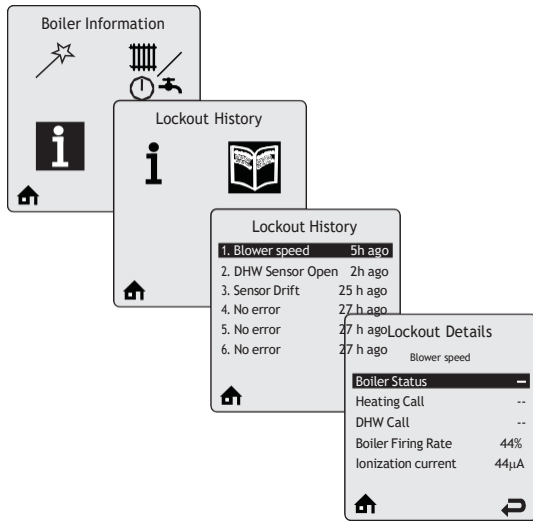 Boiler Information
Lockout History
Lockout History
1. Blower speed 5h ago
2. DHW Sensor Open 2h ago
3. Sensor Drift 25 h ago
4. No error 27 h ago
5. No error 27 h ago
6. No error 27 h ago
Lockout Details
Blower speed
Boiler Status –
Heating Call --
DHW Call --
Boiler Firing Rate 44%
Ionization current 44µA